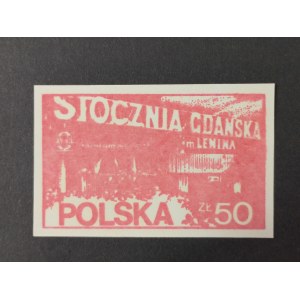 STOCZNIA GDAŃSKA
im LENINA
POLSKA ZŁ 50